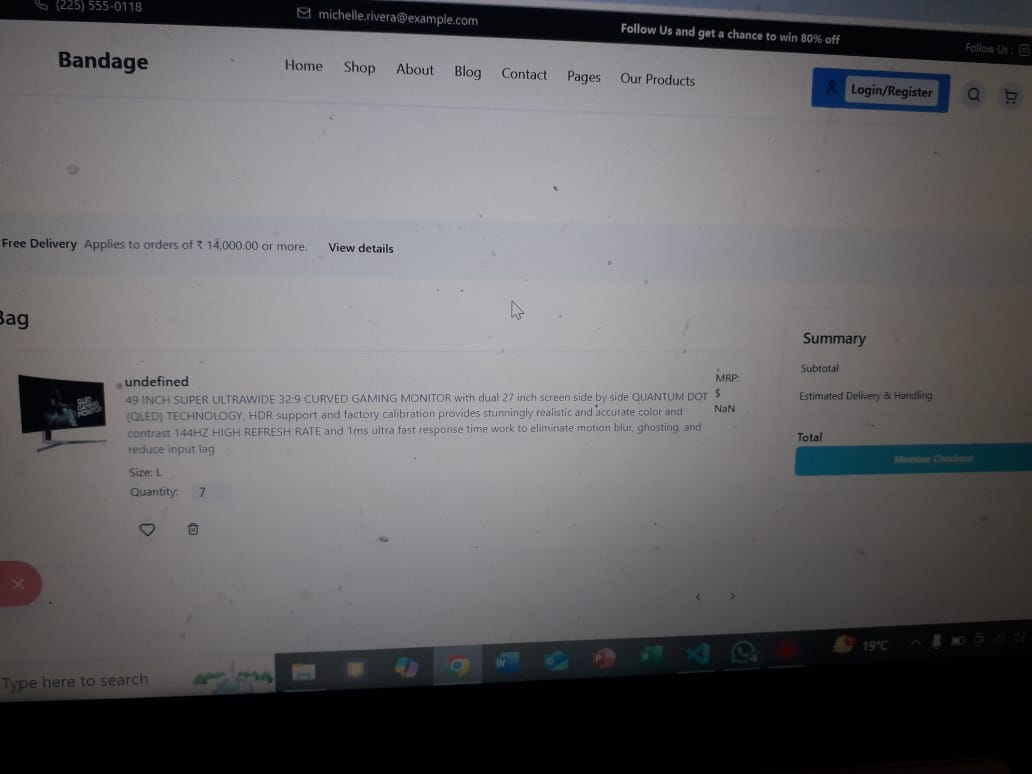 (225) 555-0118
michelle.rivera@example.com
Follow Us and get a chance to win 80% off
Follow Us :
Bandage
Home Shop About Blog Contact Pages Our Products
Login/Register
Free Delivery Applies to orders of ₹ 14,000.00 or more. View details
Bag
undefined
49 INCH SUPER ULTRAWIDE 32:9 CURVED GAMING MONITOR with dual 27 inch screen side by side QUANTUM DOT
(QLED) TECHNOLOGY, HDR support and factory calibration provides stunningly realistic and accurate color and
contrast 144HZ HIGH REFRESH RATE and 1ms ultra fast response time work to eliminate motion blur, ghosting, and
reduce input lag
Size: L
Quantity: 7
MRP:
$
NaN
QLED
GAMING
MONITOR
Summary
Subtotal
Estimated Delivery & Handling
Total
Member Checkout
Type here to search
19°C